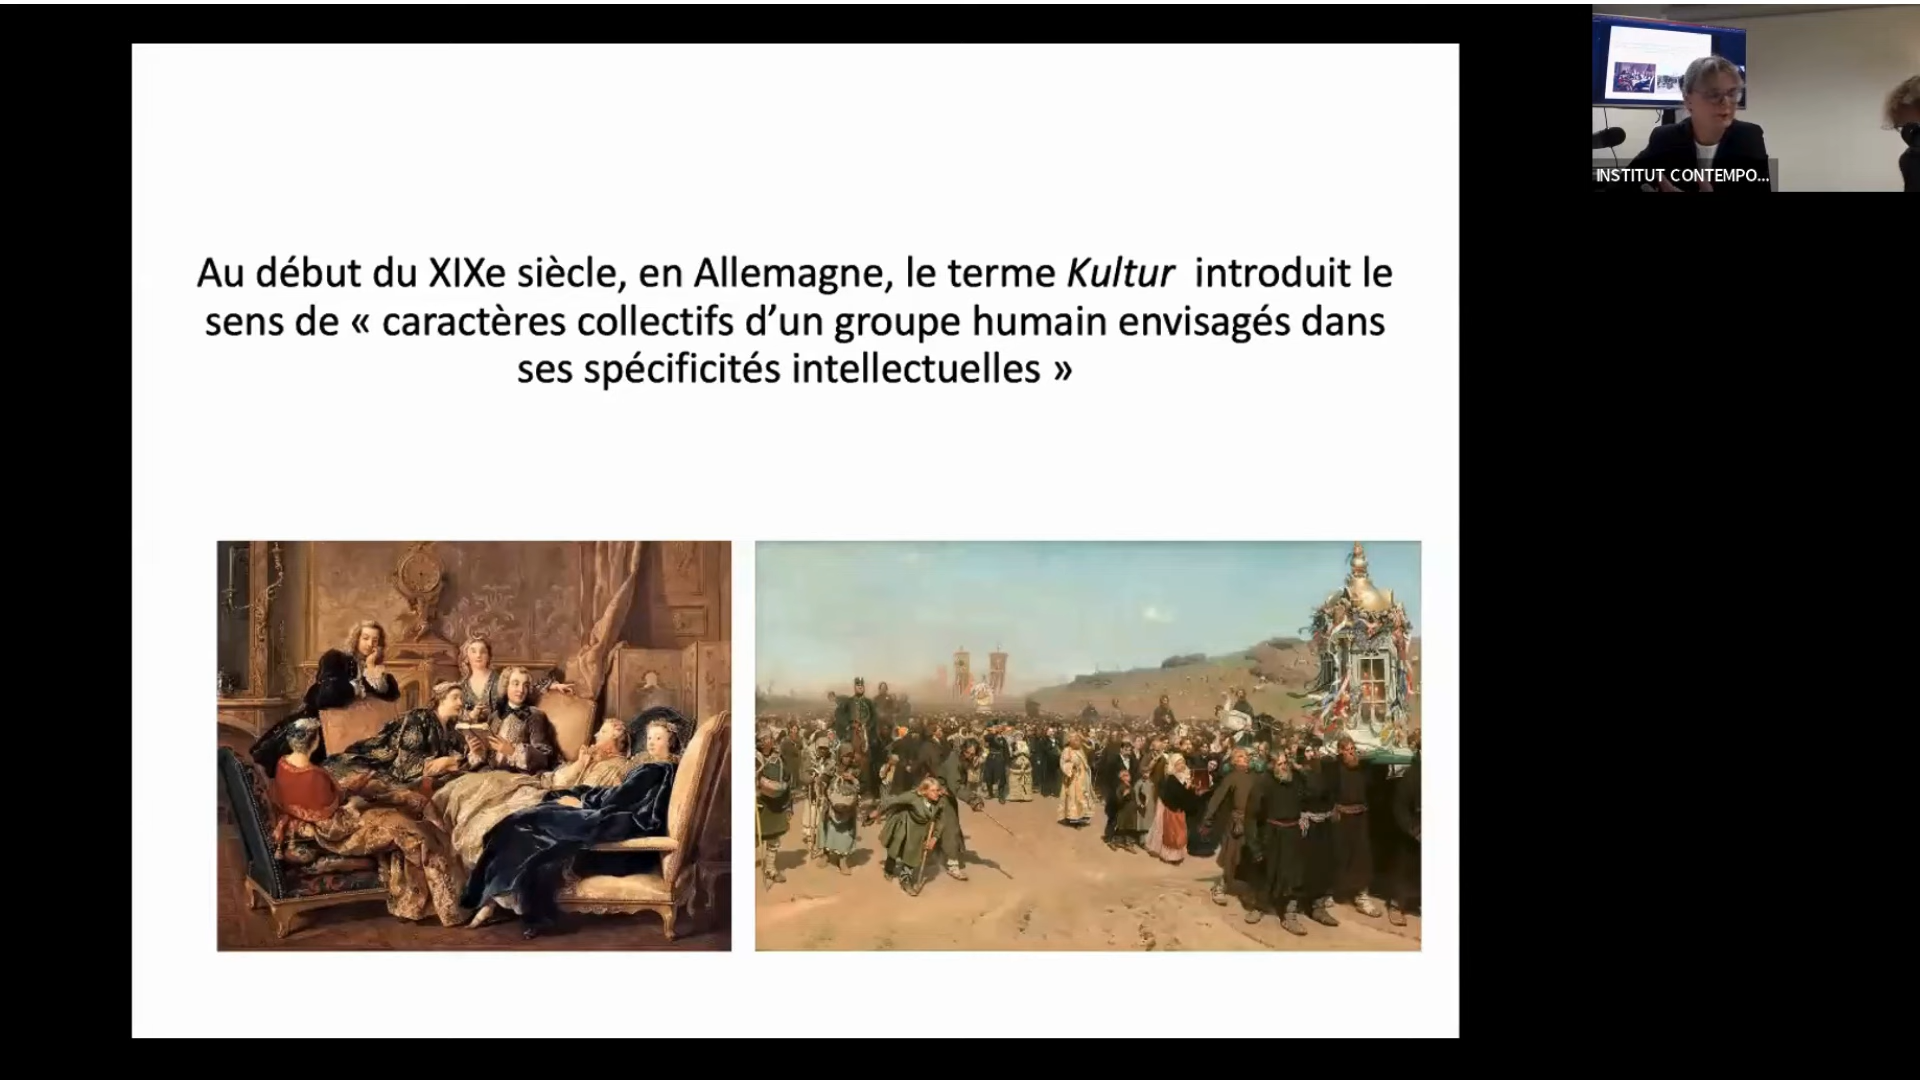 Au début du XIXe siècle, en Allemagne, le terme Kultur introduit le
sens de « caractères collectifs d’un groupe humain envisagés dans
ses spécificités intellectuelles »
INSTITUT CONTEMPO...